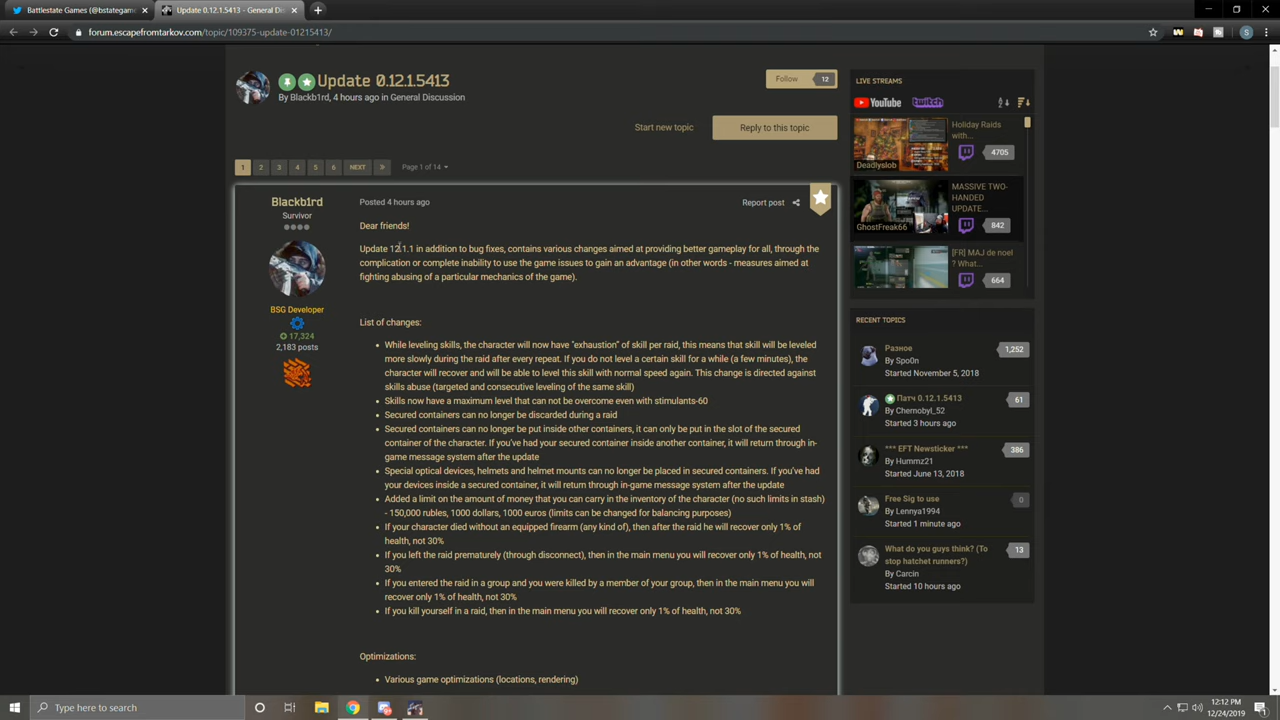 Battlestate Games (@bstategam
Update 0.12.1.5413 - General Di
forum.escapefromtarkov.com/topic/109375-update-01215413/
Update 0.12.1.5413
By Blackb1rd, 4 hours ago in General Discussion
Follow 12
Start new topic
Reply to this topic
1 2 3 4 5 6 NEXT » Page 1 of 14
Blackb1rd
Survivor
BSG Developer
17,324
2,183 posts
Posted 4 hours ago
Report post
Dear friends!
Update 12.1.1 in addition to bug fixes, contains various changes aimed at providing better gameplay for all, through the
complication or complete inability to use the game issues to gain an advantage (in other words - measures aimed at
fighting abusing of a particular mechanics of the game).
List of changes:
While leveling skills, the character will now have "exhaustion" of skill per raid, this means that skill will be leveled
more slowly during the raid after every repeat. If you do not level a certain skill for a while (a few minutes), the
character will recover and will be able to level this skill with normal speed again. This change is directed against
skills abuse (targeted and consecutive leveling of the same skill)
Skills now have a maximum level that can not be overcome even with stimulants-60
Secured containers can no longer be discarded during a raid
Secured containers can no longer be put inside other containers, it can only be put in the slot of the secured
container of the character. If you've had your secured container inside another container, it will return through in-
game message system after the update
Special optical devices, helmets and helmet mounts can no longer be placed in secured containers. If you've had
your devices inside a secured container, it will return through in-game message system after the update
Added a limit on the amount of money that you can carry in the inventory of the character (no such limits in stash)
- 150,000 rubles, 1000 dollars, 1000 euros (limits can be changed for balancing purposes)
If your character died without an equipped firearm (any kind of), then after the raid he will recover only 1% of
health, not 30%
If you left the raid prematurely (through disconnect), then in the main menu you will recover only 1% of health, not
30%
If you entered the raid in a group and you were killed by a member of your group, then in the main menu you will
recover only 1% of health, not 30%
If you kill yourself in a raid, then in the main menu you will recover only 1% of health, not 30%
Optimizations:
Various game optimizations (locations, rendering)
LIVE STREAMS
YouTube twitch
Holiday Raids
with...
4705
Deadlyslob
MASSIVE TWO-
HANDED
UPDATE...
842
GhostFreak66
[FR] MAJ de noel
? What...
664
RECENT TOPICS
Разное
1,252
By Spo0n
Started November 5, 2018
Патч 0.12.1.5413
61
By Chernobyl_52
Started 3 hours ago
*** EFT Newsticker ***
386
By Hummz21
Started June 13, 2018
Free Sig to use
0
By Lennya1994
Started 1 minute ago
What do you guys think? (To
stop hatchet runners?)
13
By Carcin
Started 10 hours ago
Type here to search
12:12 PM
12/24/2019